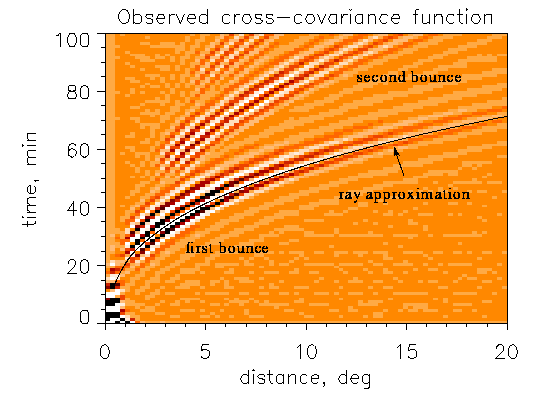 Observed cross-covariance function
100
second bounce
80
time, min
60
ray approximation
40
first bounce
20
0
0 5 10 15 20
distance, deg